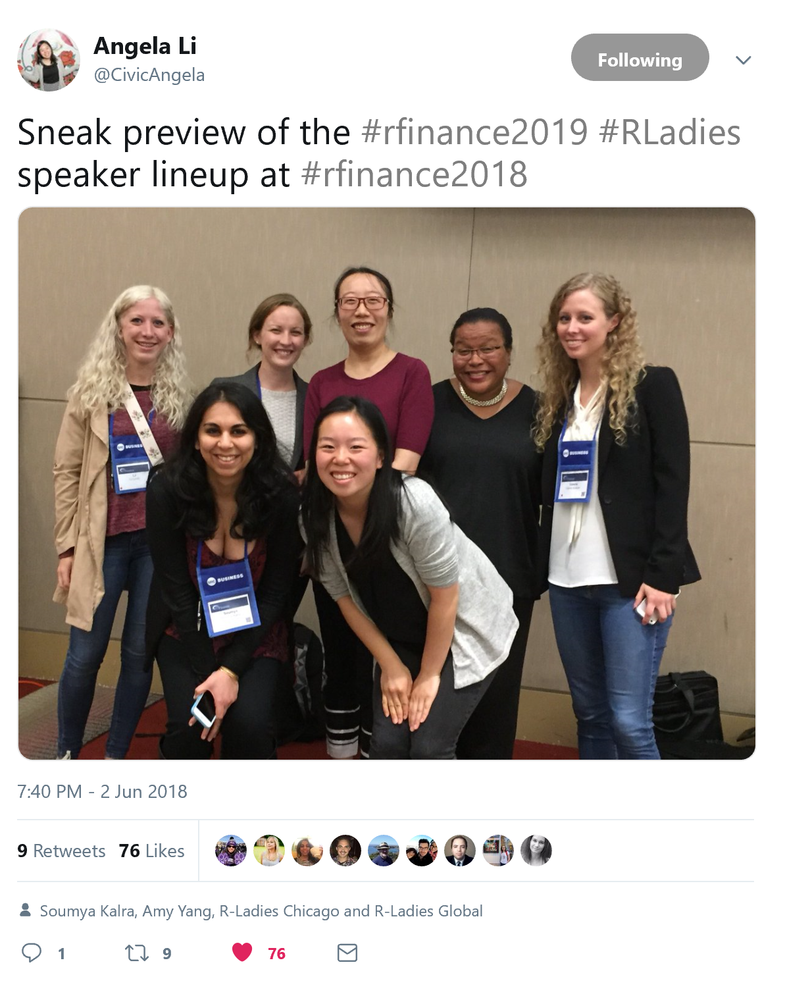 Angela Li
@CivicAngela
Following
Sneak preview of the #rfinance2019 #RLadies
speaker lineup at #rfinance2018
BUSINESS
BUSINESS
BUSINESS
7:40 PM - 2 Jun 2018
9 Retweets 76 Likes
Soumya Kalra, Amy Yang, R-Ladies Chicago and R-Ladies Global
1 9 76